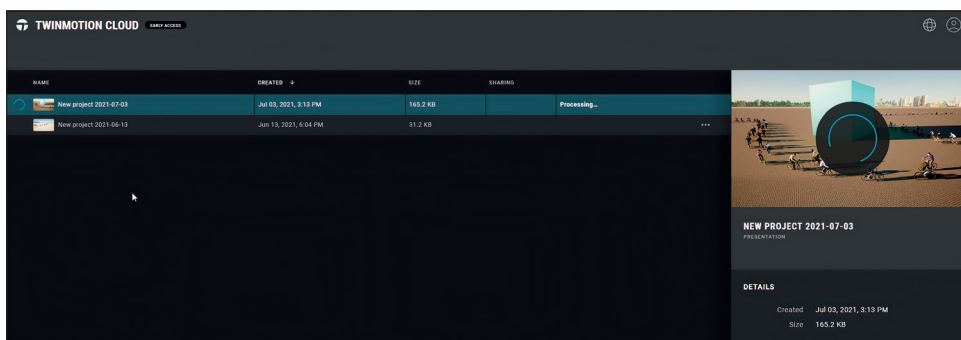 TWINMOTION CLOUD EARLY ACCESS
NAME CREATED SIZE SHARING
New project 2021-07-03 Jul 03, 2021, 3:13 PM 165.2 KB Processing...
New project 2021-06-13 Jun 13, 2021, 6:04 PM 31.2 KB
NEW PROJECT 2021-07-03
PRESENTATION
DETAILS
Created Jul 03, 2021, 3:13 PM
Size 165.2 KB